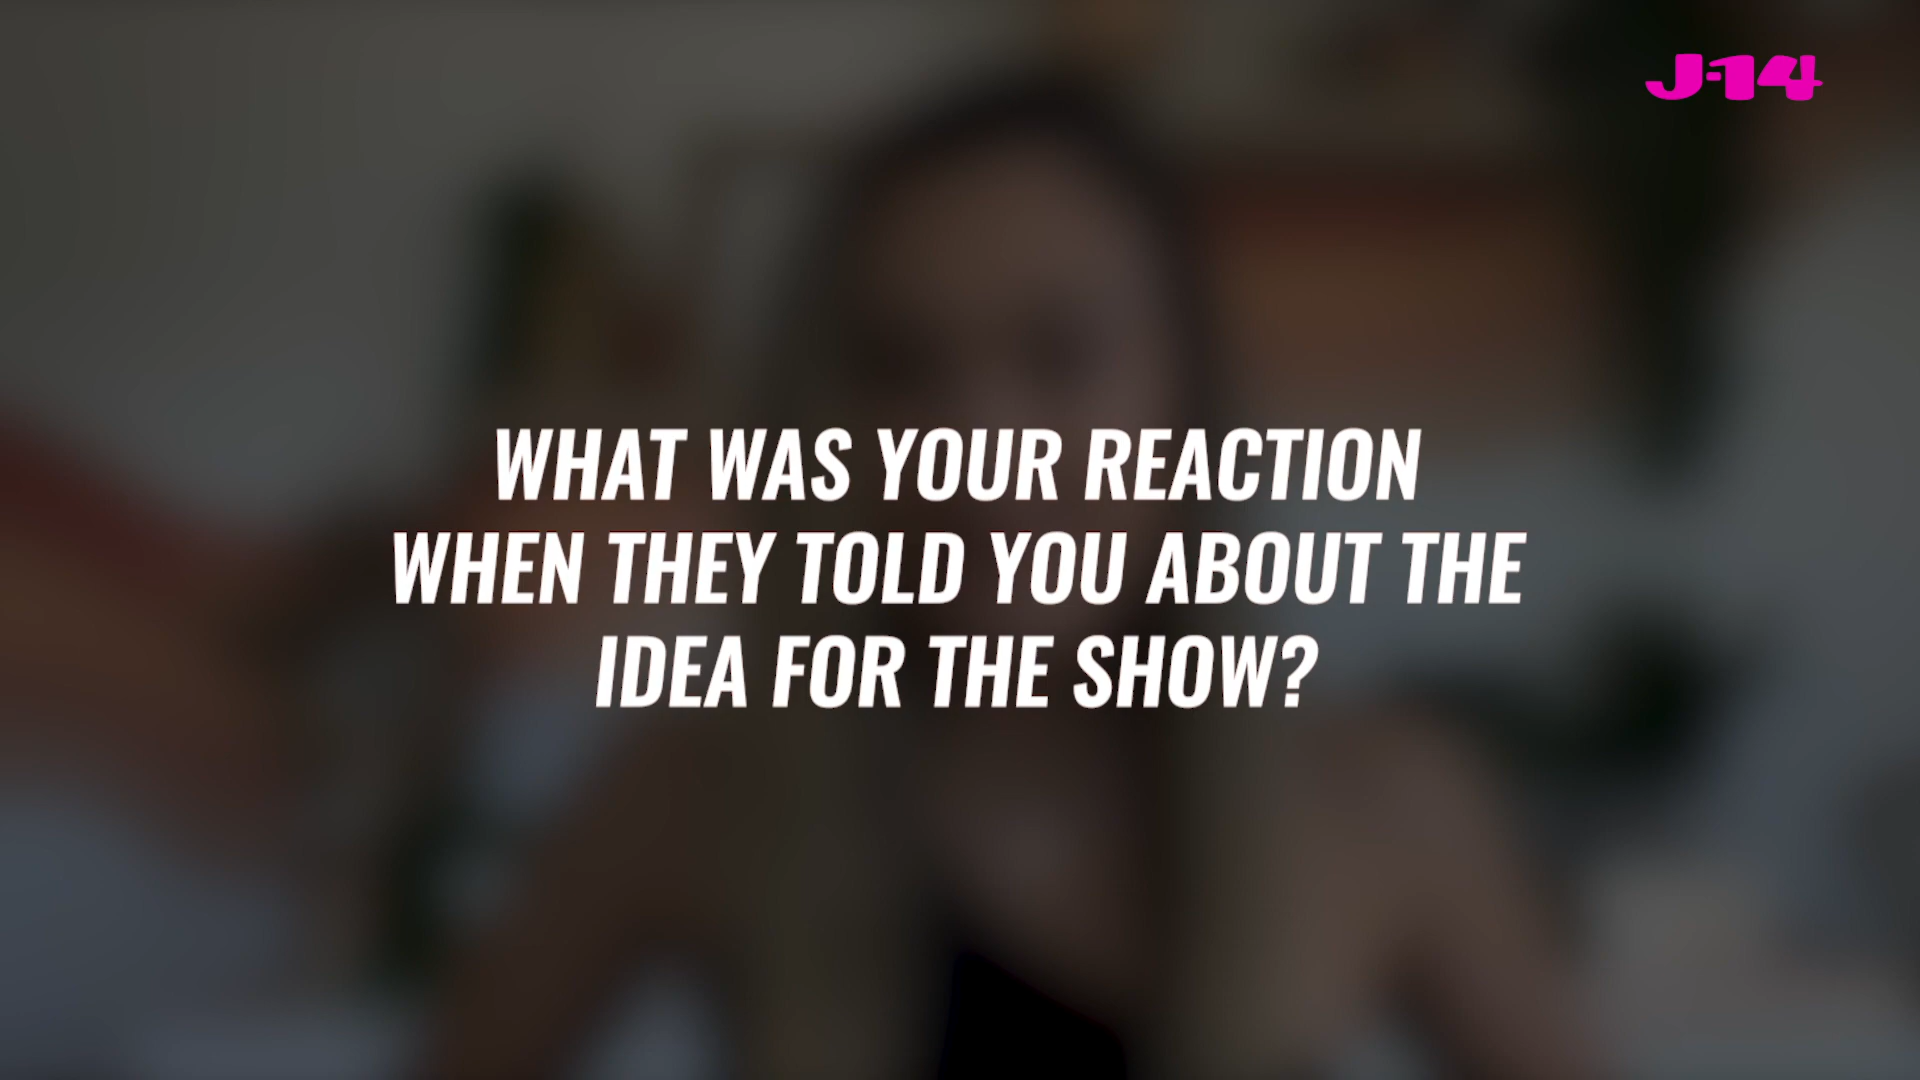 J-14
WHAT WAS YOUR REACTION
WHEN THEY TOLD YOU ABOUT THE
IDEA FOR THE SHOW?